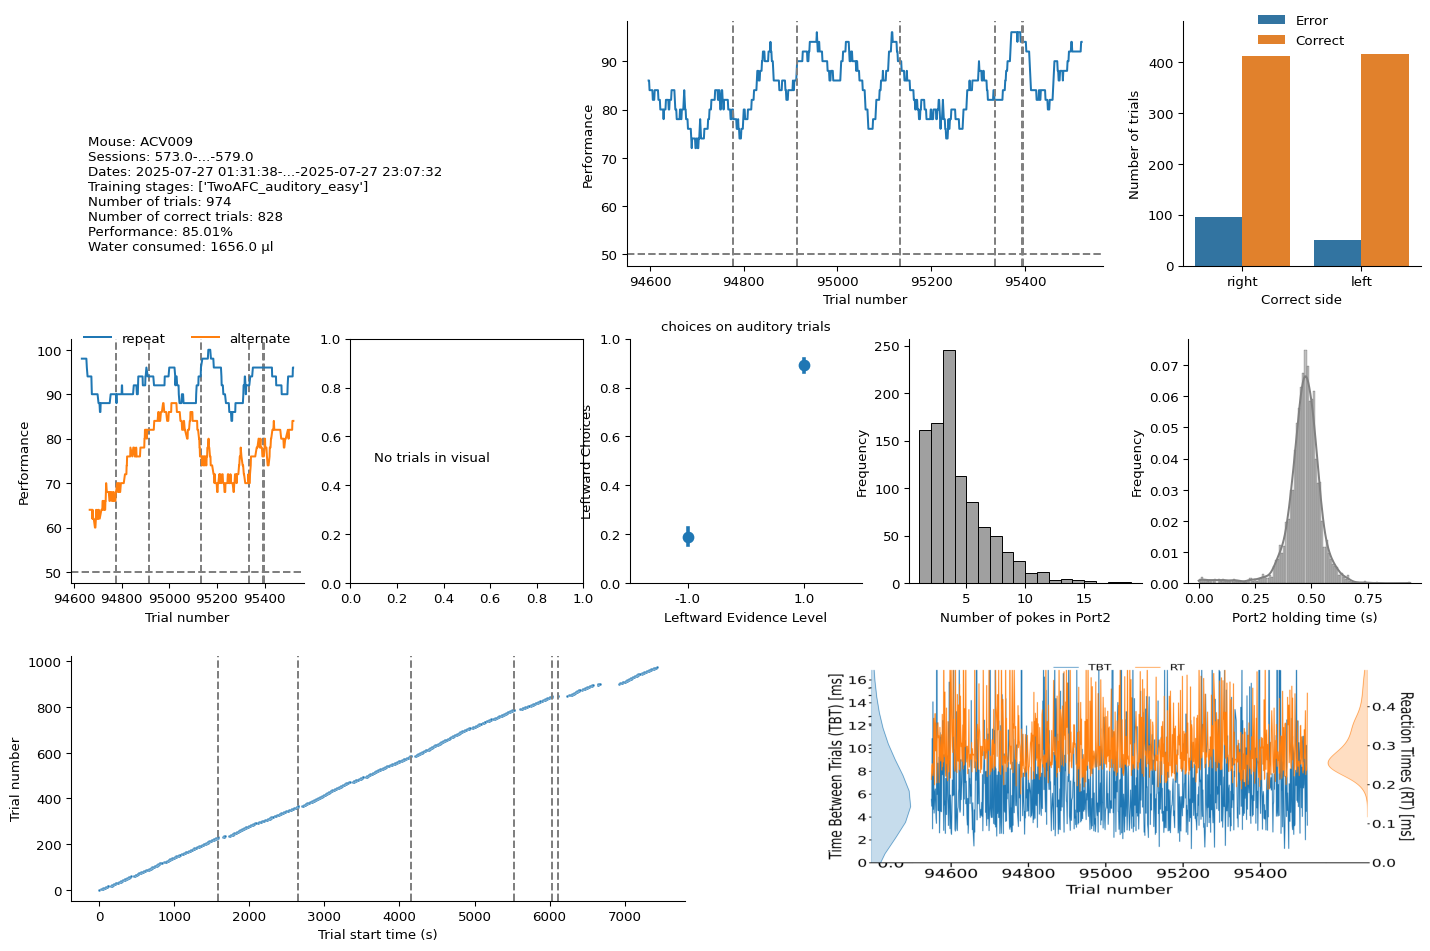 Mouse: ACV009
Sessions: 573.0-...-579.0
Dates: 2025-07-27 01:31:38-...-2025-07-27 23:07:32
Training stages: ['TwoAFC_auditory_easy']
Number of trials: 974
Number of correct trials: 828
Performance: 85.01%
Water consumed: 1656.0 µl
Performance
90
80
70
60
50
94600 94800 95000 95200 95400
Trial number
Error
Correct
Number of trials
400
300
200
100
0
right left
Correct side
repeat alternate
Performance
100
90
80
70
60
50
94600 94800 95000 95200 95400
Trial number
1.0
0.8
0.6
0.4
0.2
0.0
No trials in visual
0.0 0.2 0.4 0.6 0.8 1.0
choices on auditory trials
Leftward Choices
1.0
0.8
0.6
0.4
0.2
0.0
-1.0 1.0
Leftward Evidence Level
Frequency
250
200
150
100
50
0
5 10 15
Number of pokes in Port2
Frequency
0.07
0.06
0.05
0.04
0.03
0.02
0.01
0.00
0.00 0.25 0.50 0.75
Port2 holding time (s)
Trial number
1000
800
600
400
200
0
0 1000 2000 3000 4000 5000 6000 7000
Trial start time (s)
TBT RT
Time Between Trials (TBT) [ms]
16
14
12
10
8
6
4
2
0
0.0
94600 94800 95000 95200 95400
Trial number
0.4
0.3
0.2
0.1
0.0
Reaction Times (RT) [ms]